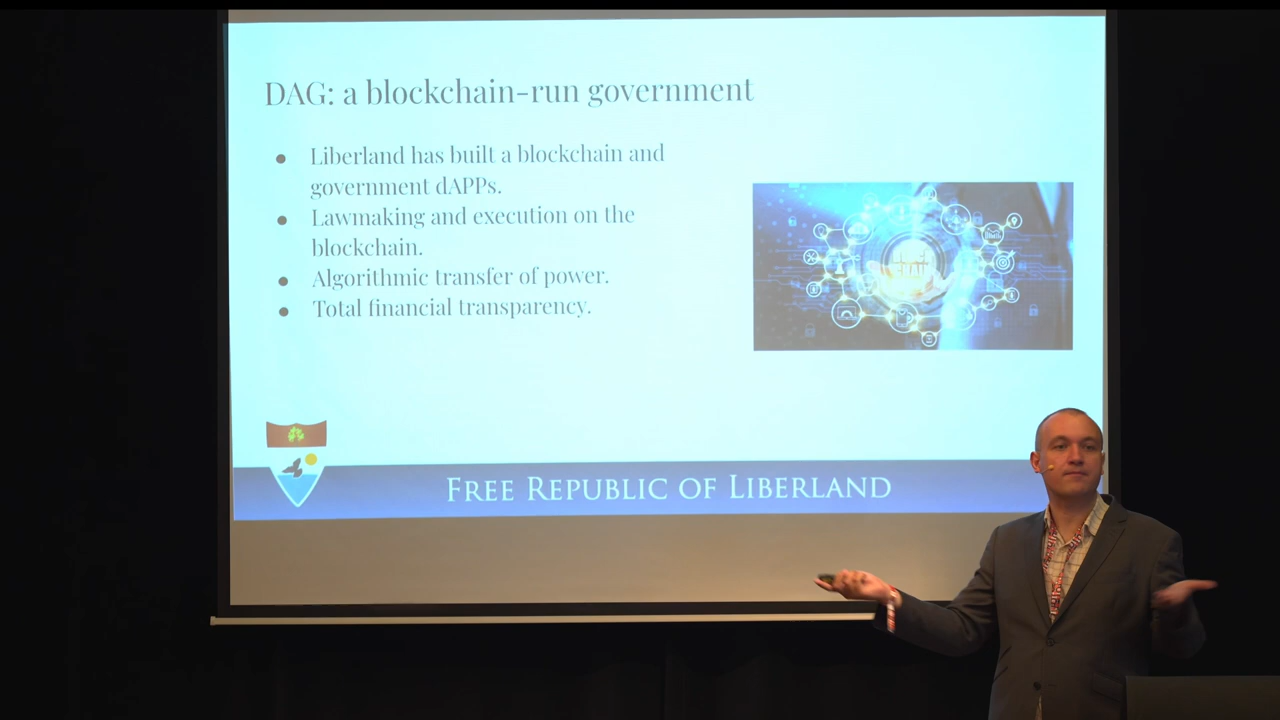 DAG: a blockchain-run government
● Liberland has built a blockchain and
government dAPPs.
● Lawmaking and execution on the
blockchain.
● Algorithmic transfer of power.
● Total financial transparency.
FREE REPUBLIC OF LIBERLAND